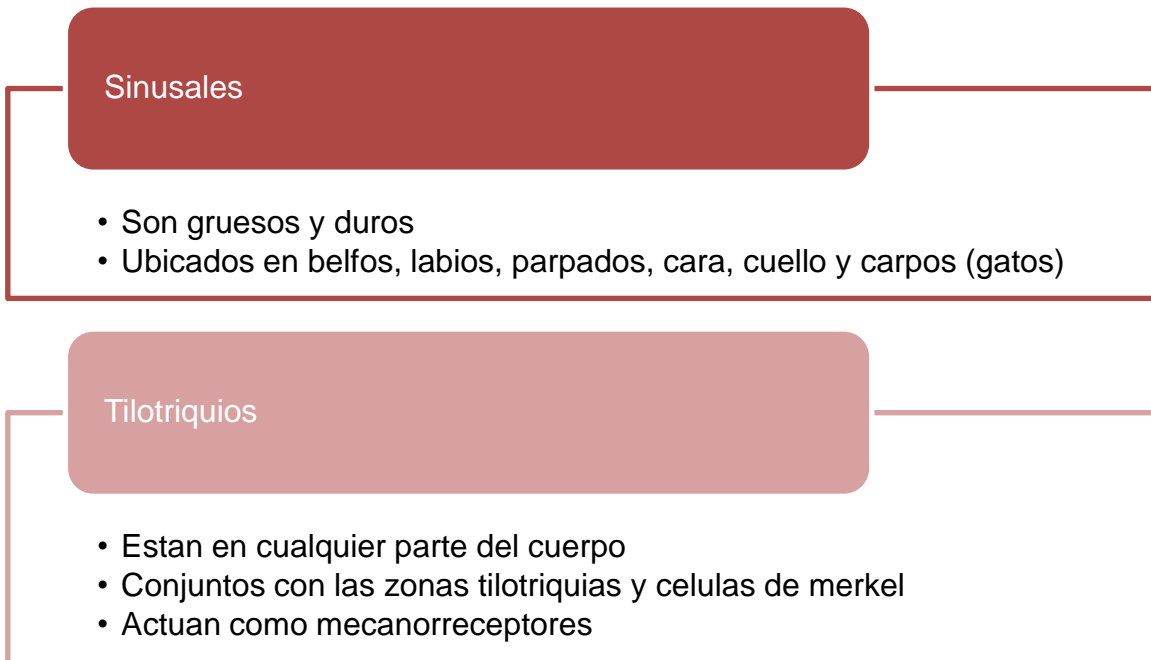 Sinusales
• Son gruesos y duros
• Ubicados en belfos, labios, parpados, cara, cuello y carpos (gatos)
Tilotriquios
• Estan en cualquier parte del cuerpo
• Conjuntos con las zonas tilotriquias y celulas de merkel
• Actuan como mecanorreceptores